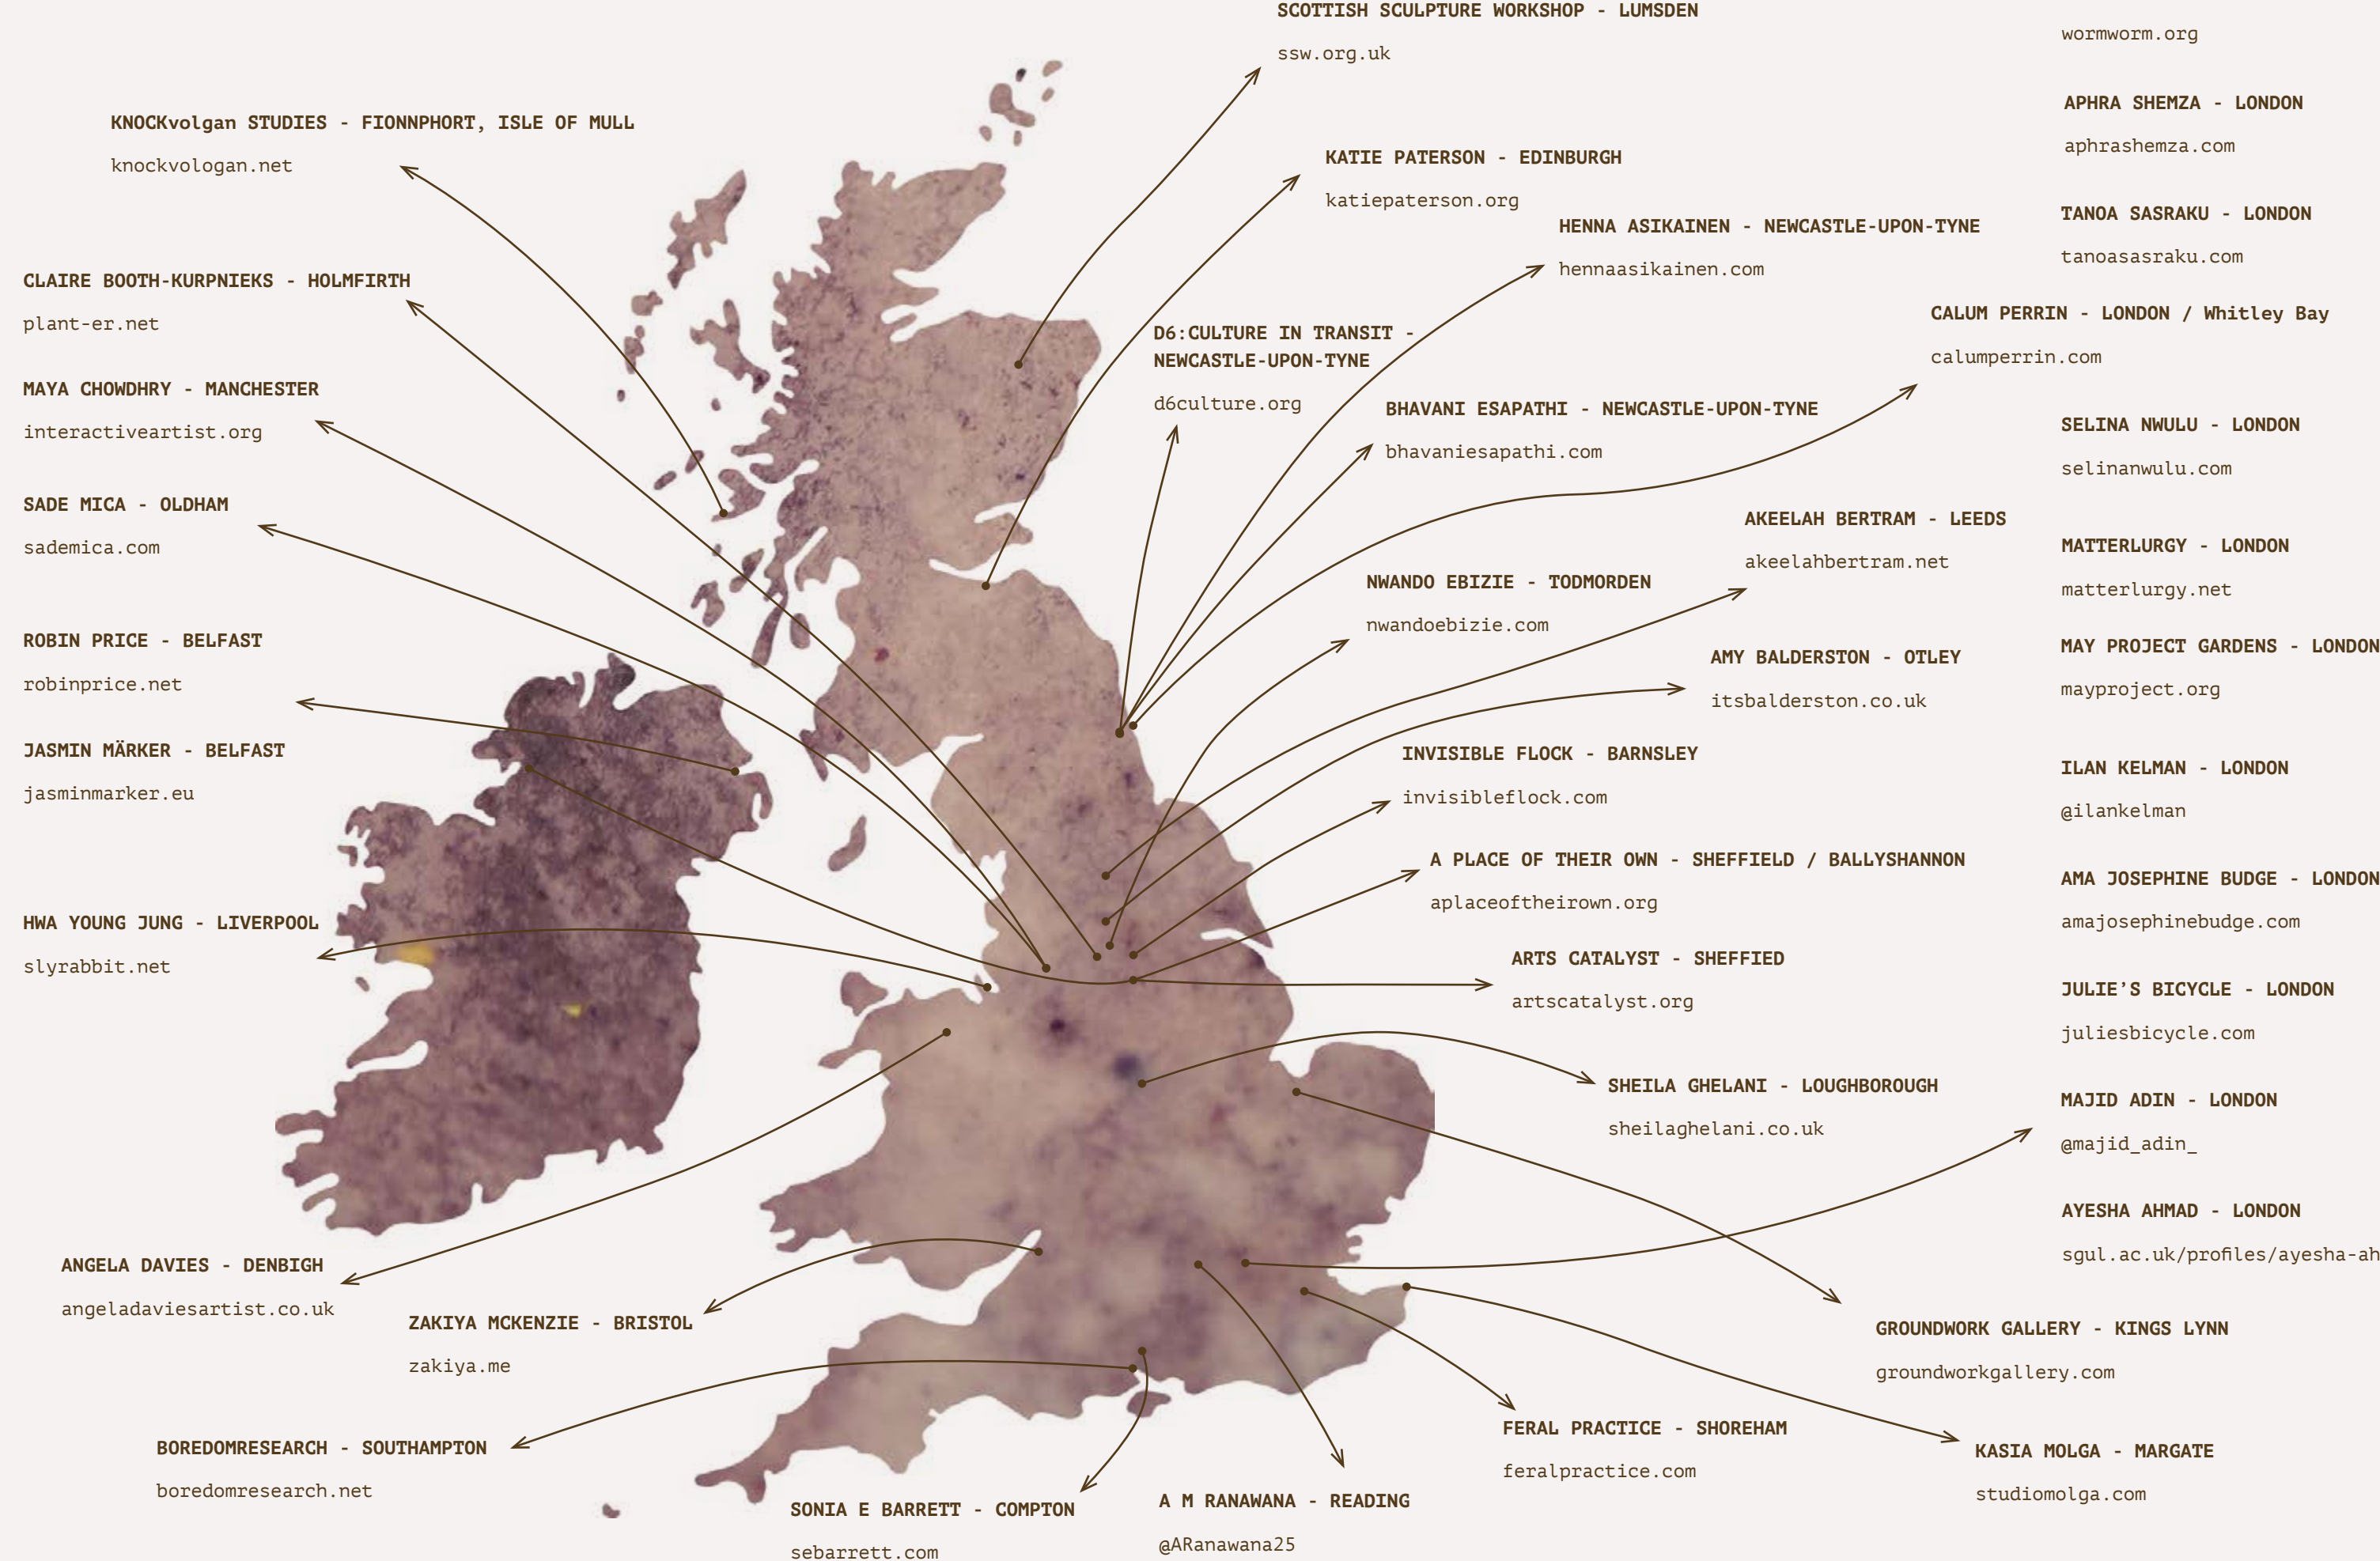 SCOTTISH SCULPTURE WORKSHOP - LUMSDEN
ssw.org.uk
wormworm.org
KNOCKvolgan STUDIES - FIONNPHORT, ISLE OF MULL
knockvologan.net
APHRA SHEMZA - LONDON
aphrashemza.com
KATIE PATERSON - EDINBURGH
katiepaterson.org
TANOA SASRAKU - LONDON
tanoasasraku.com
HENNA ASIKAINEN - NEWCASTLE-UPON-TYNE
hennaasikainen.com
CLAIRE BOOTH-KURPNIEKS - HOLMFIRTH
plant-er.net
CALUM PERRIN - LONDON / Whitley Bay
calumperrin.com
D6:CULTURE IN TRANSIT -
NEWCASTLE-UPON-TYNE
d6culture.org
MAYA CHOWDHRY - MANCHESTER
interactiveartist.org
BHAVANI ESAPATHI - NEWCASTLE-UPON-TYNE
bhavaniesapathi.com
SELINA NWULU - LONDON
selinanwulu.com
SADE MICA - OLDHAM
sademica.com
AKEELAH BERTRAM - LEEDS
akeelahbertram.net
MATTERLURGY - LONDON
matterlurgy.net
NWANDO EBIZIE - TODMORDEN
nwandoebizie.com
ROBIN PRICE - BELFAST
robinprice.net
MAY PROJECT GARDENS - LONDON
mayproject.org
AMY BALDERSTON - OTLEY
itsbalderston.co.uk
JASMIN MÄRKER - BELFAST
jasminmarker.eu
INVISIBLE FLOCK - BARNSLEY
invisibleflock.com
ILAN KELMAN - LONDON
@ilankelman
A PLACE OF THEIR OWN - SHEFFIELD / BALLYSHANNON
aplaceoftheirown.org
AMA JOSEPHINE BUDGE - LONDON
amajosephinebudge.com
HWA YOUNG JUNG - LIVERPOOL
slyrabbit.net
ARTS CATALYST - SHEFFIED
artscatalyst.org
JULIE’S BICYCLE - LONDON
juliesbicycle.com
SHEILA GHELANI - LOUGHBOROUGH
sheilaghelani.co.uk
MAJID ADIN - LONDON
@majid_adin_
AYESHA AHMAD - LONDON
sgul.ac.uk/profiles/ayesha-ah
ANGELA DAVIES - DENBIGH
angeladaviesartist.co.uk
ZAKIYA MCKENZIE - BRISTOL
zakiya.me
GROUNDWORK GALLERY - KINGS LYNN
groundworkgallery.com
FERAL PRACTICE - SHOREHAM
feralpractice.com
BOREDOMRESEARCH - SOUTHAMPTON
boredomresearch.net
KASIA MOLGA - MARGATE
studiomolga.com
SONIA E BARRETT - COMPTON
sebarrett.com
A M RANAWANA - READING
@ARanawana25